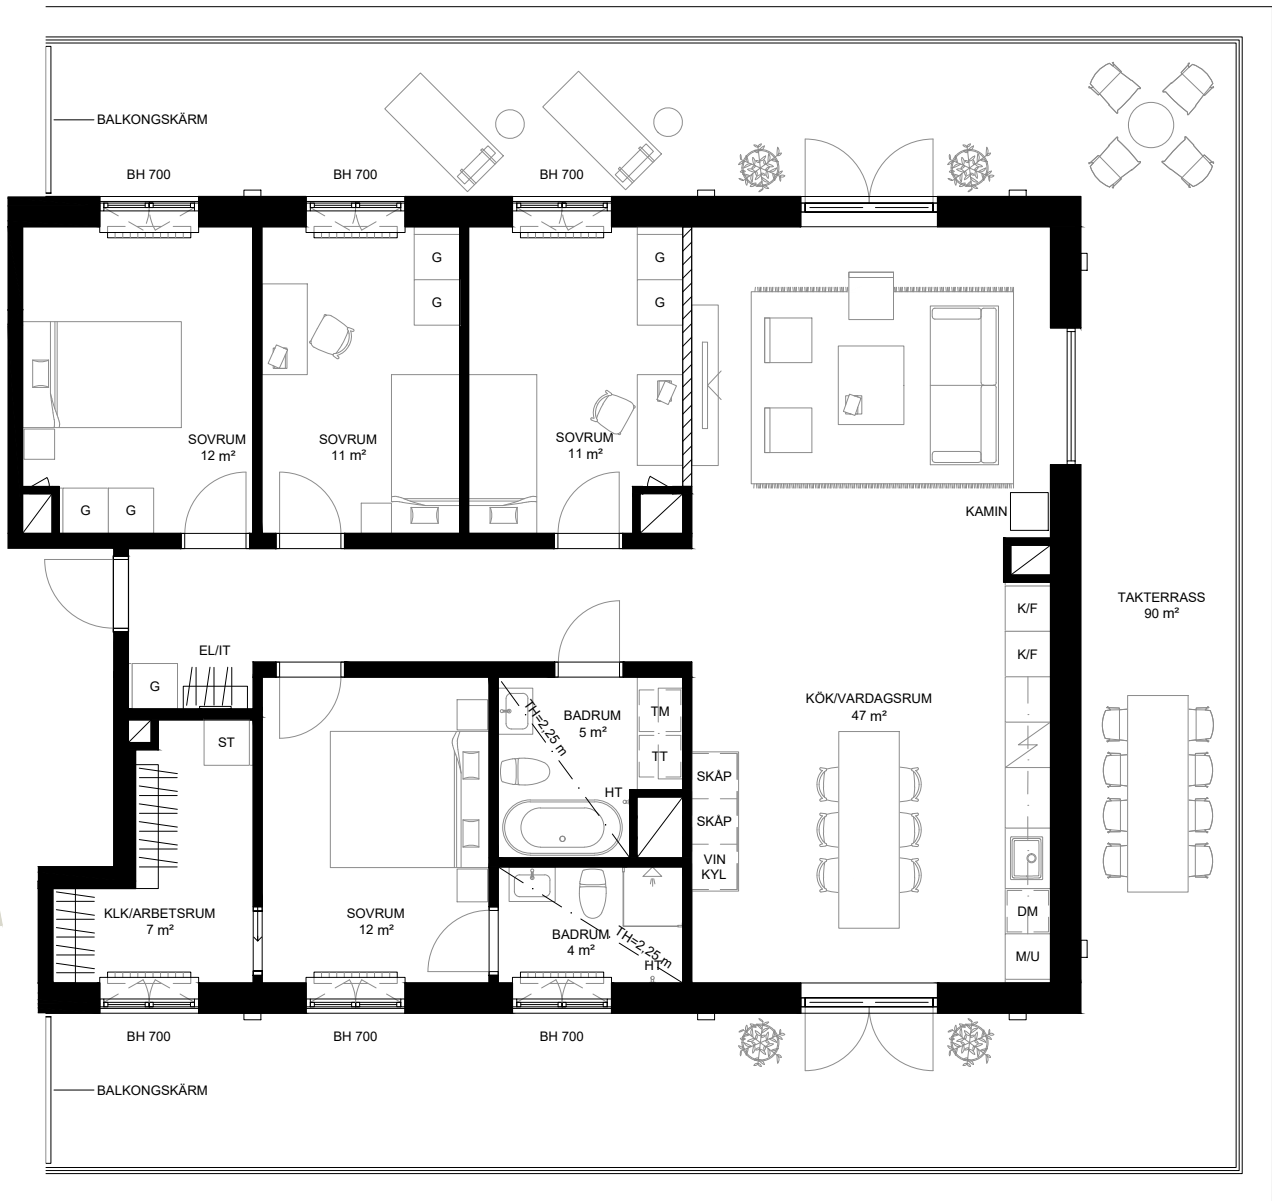 BALKONGSKÄRM
BH 700
BH 700
BH 700
G
G
G
G
SOVRUM
12 m²
SOVRUM
11 m²
SOVRUM
11 m²
G
G
KAMIN
TAKTERRASS
90 m²
K/F
K/F
EL/IT
G
ST
BADRUM
5 m²
TH=2,25 m
TM
TT
HT
KÖK/VARDAGSRUM
47 m²
SKÅP
SKÅP
VIN
KYL
DM
M/U
KLK/ARBETSRUM
7 m²
SOVRUM
12 m²
BADRUM
4 m²
TH=2,25 m
HT
BH 700
BH 700
BH 700
BALKONGSKÄRM